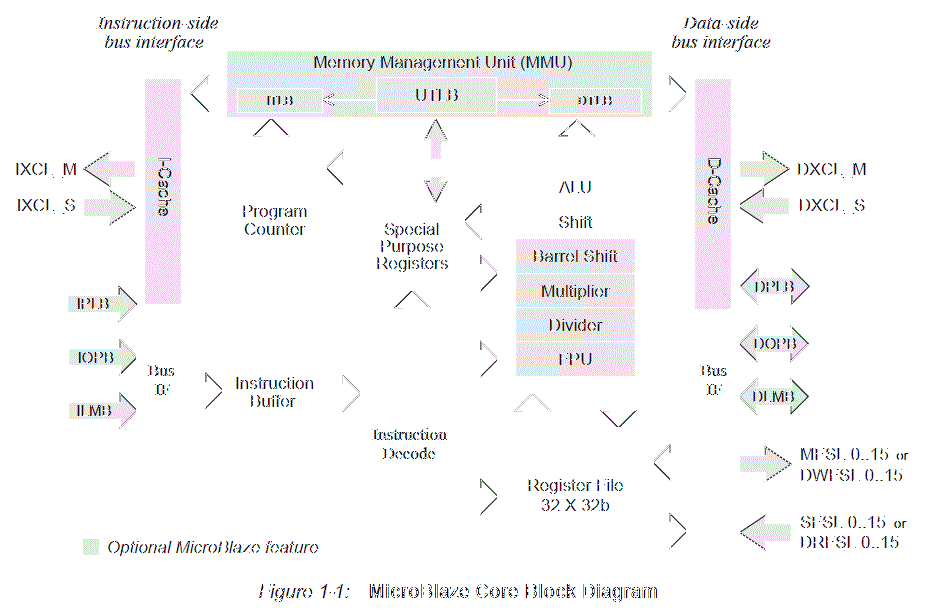 Instruction-side
bus interface
Data-side
bus interface
Memory Management Unit (MMU)
ITLB
UTLB
DTLB
I-Cache
D-Cache
IXCL_M
IXCL_S
DXCL_M
DXCL_S
Program
Counter
Special
Purpose
Registers
ALU
Shift
Barrel Shift
Multiplier
Divider
FPU
IPLB
IOPB
ILMB
Bus
IF
Instruction
Buffer
Instruction
Decode
DPLB
DOPB
DLMB
Bus
IF
Register File
32 X 32b
MFSL 0..15 or
DWFSL 0..15
SFSL 0..15 or
DRFSL 0..15
Optional MicroBlaze feature
Figure 1-1: MicroBlaze Core Block Diagram